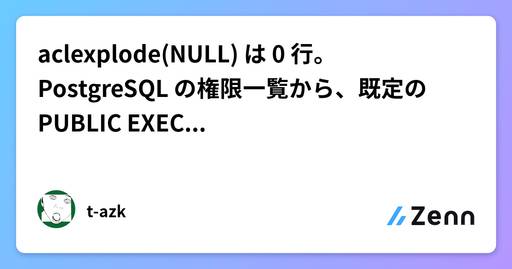 aclexplode(NULL) は 0 行。
PostgreSQL の権限一覧から、既定の
PUBLIC EXEC...
t-azk
Zenn